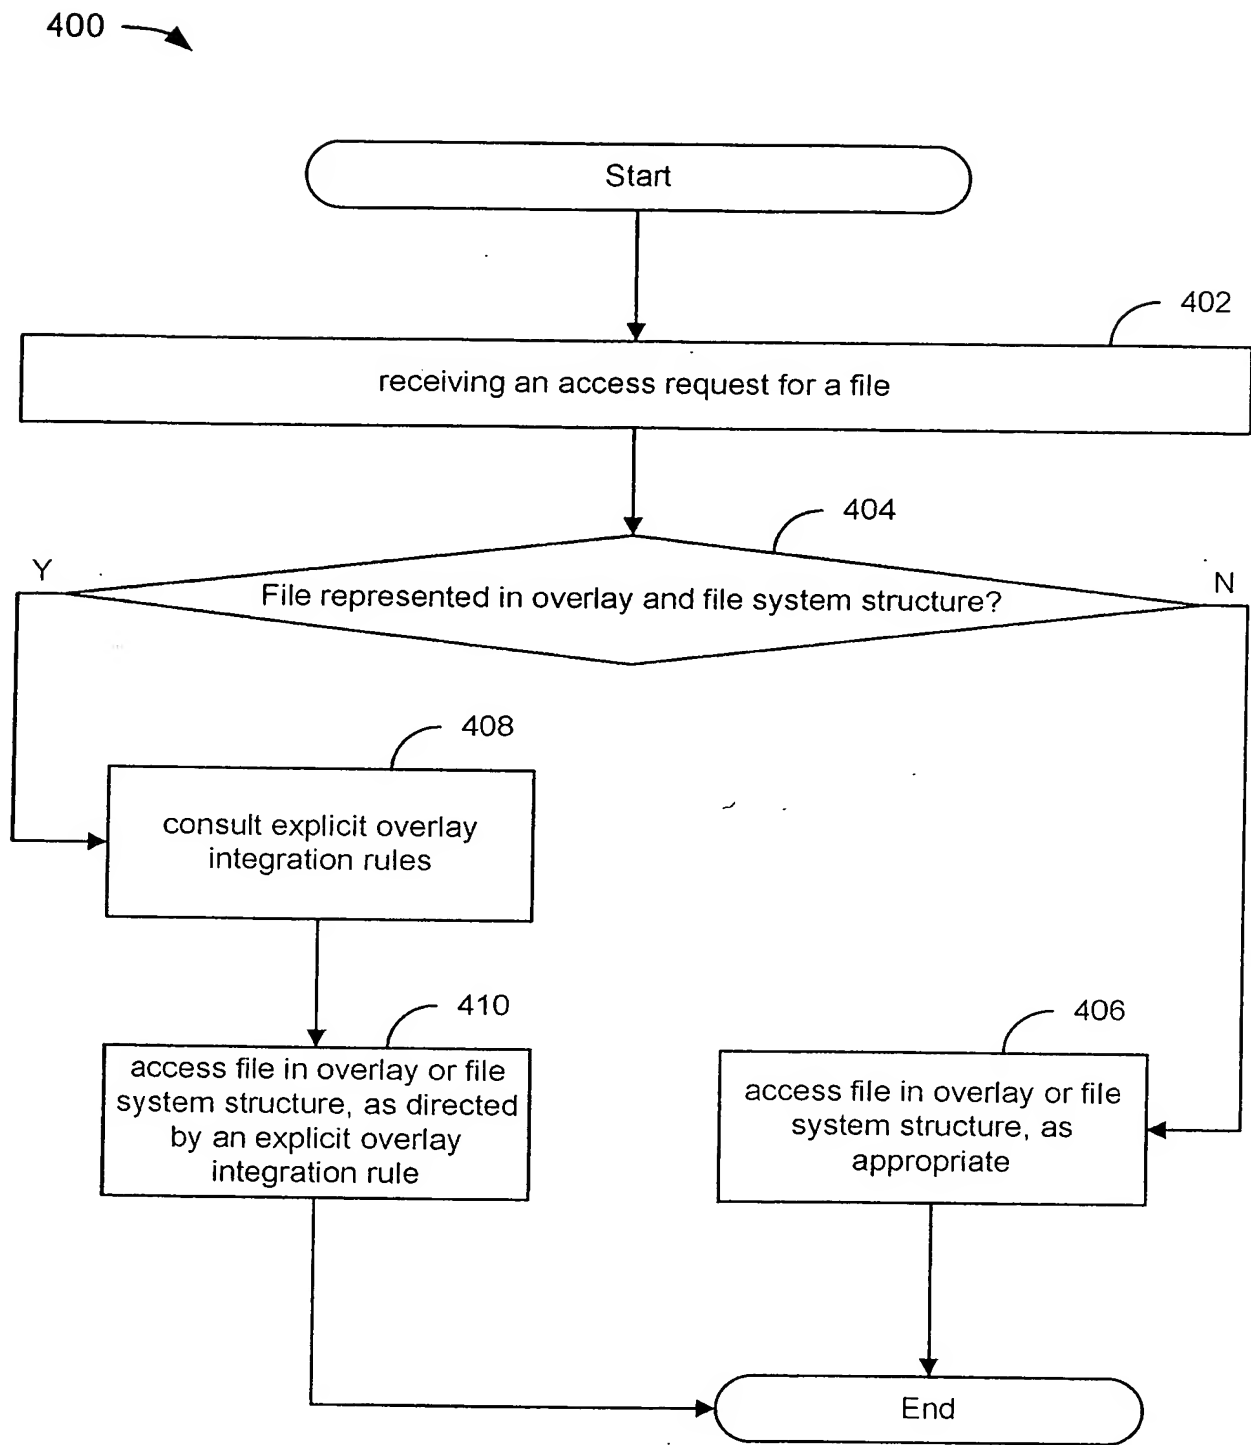 400
Start
402
receiving an access request for a file
404
Y
File represented in overlay and file system structure?
N
408
consult explicit overlay
integration rules
410
access file in overlay or file
system structure, as directed
by an explicit overlay
integration rule
406
access file in overlay or file
system structure, as
appropriate
End